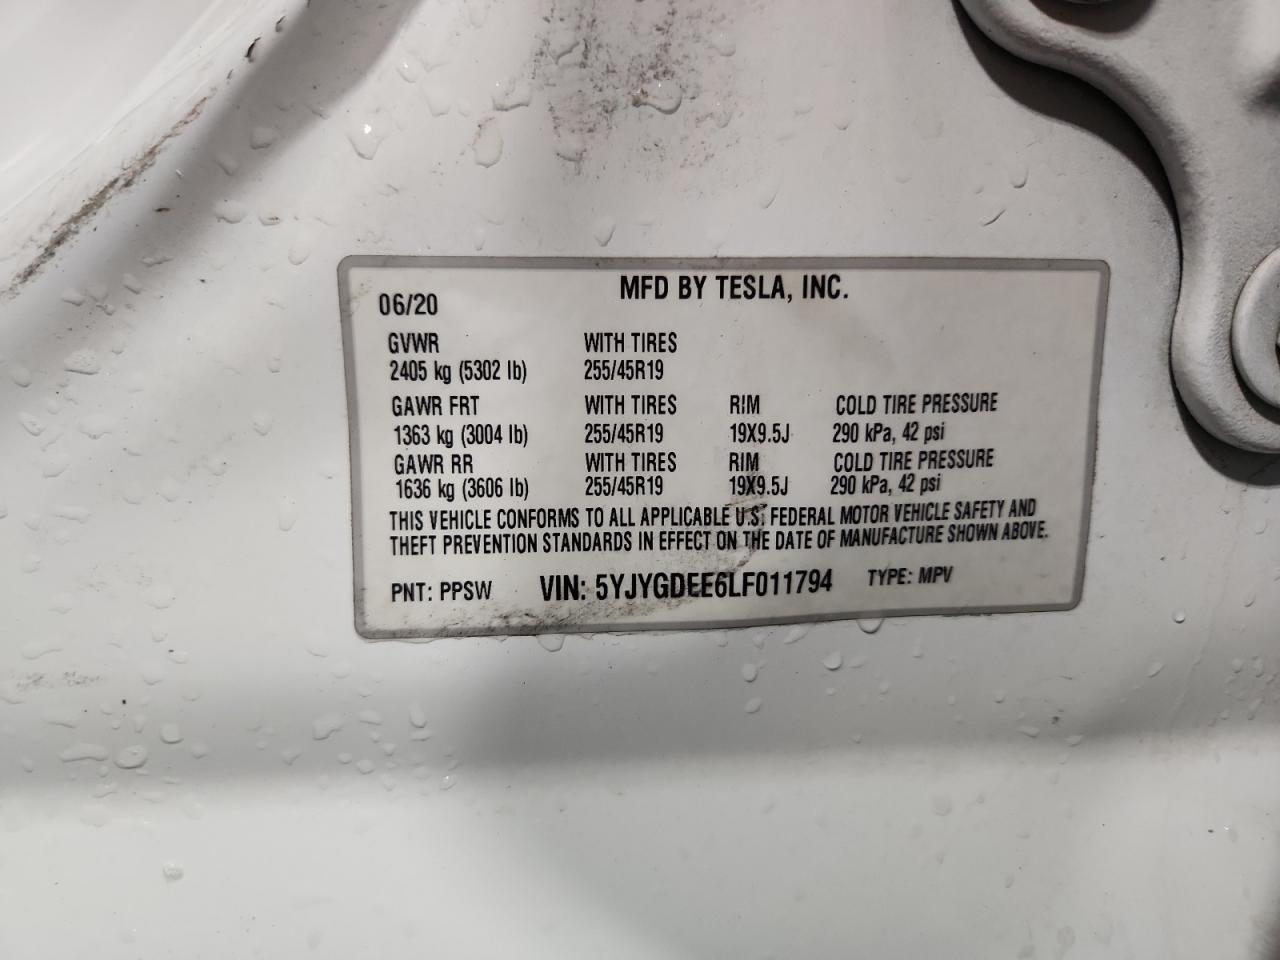 MFD BY TESLA, INC.
06/20
GVWR WITH TIRES
2405 kg (5302 lb) 255/45R19
GAWR FRT WITH TIRES RIM COLD TIRE PRESSURE
1363 kg (3004 lb) 255/45R19 19X9.5J 290 kPa, 42 psi
GAWR RR WITH TIRES RIM COLD TIRE PRESSURE
1636 kg (3606 lb) 255/45R19 19X9.5J 290 kPa, 42 psi
THIS VEHICLE CONFORMS TO ALL APPLICABLE U.S. FEDERAL MOTOR VEHICLE SAFETY AND
THEFT PREVENTION STANDARDS IN EFFECT ON THE DATE OF MANUFACTURE SHOWN ABOVE.
PNT: PPSW VIN: 5YJYGDEE6LF011794 TYPE: MPV